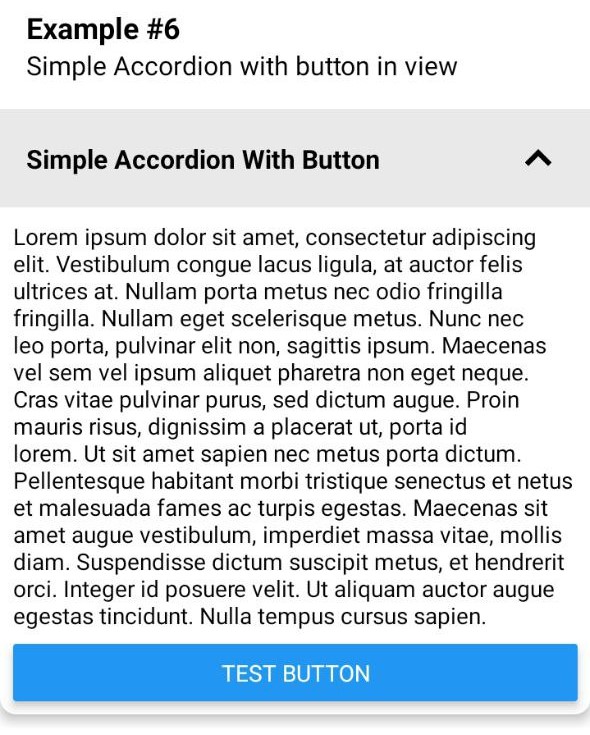 Example #6
Simple Accordion with button in view
Simple Accordion With Button
Lorem ipsum dolor sit amet, consectetur adipiscing
elit. Vestibulum congue lacus ligula, at auctor felis
ultrices at. Nullam porta metus nec odio fringilla
fringilla. Nullam eget scelerisque metus. Nunc nec
leo porta, pulvinar elit non, sagittis ipsum. Maecenas
vel sem vel ipsum aliquet pharetra non eget neque.
Cras vitae pulvinar purus, sed dictum augue. Proin
mauris risus, dignissim a placerat ut, porta id
lorem. Ut sit amet sapien nec metus porta dictum.
Pellentesque habitant morbi tristique senectus et netus
et malesuada fames ac turpis egestas. Maecenas sit
amet augue vestibulum, imperdiet massa vitae, mollis
diam. Suspendisse dictum suscipit metus, et hendrerit
orci. Integer id posuere velit. Ut aliquam auctor augue
egestas tincidunt. Nulla tempus cursus sapien.
TEST BUTTON